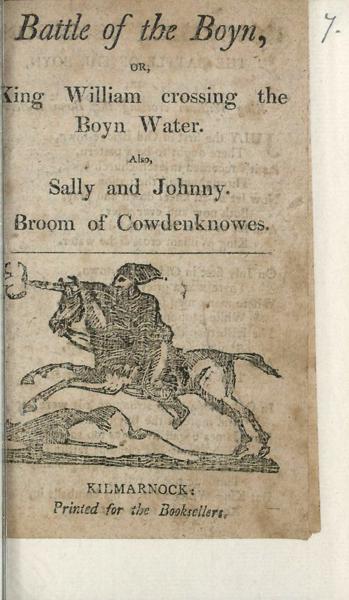 7.
Battle of the Boyn,
OR,
King William crossing the
Boyn Water.
ALSO,
Sally and Johnny.
Broom of Cowdenknowes.
KILMARNOCK:
Printed for the Booksellers.